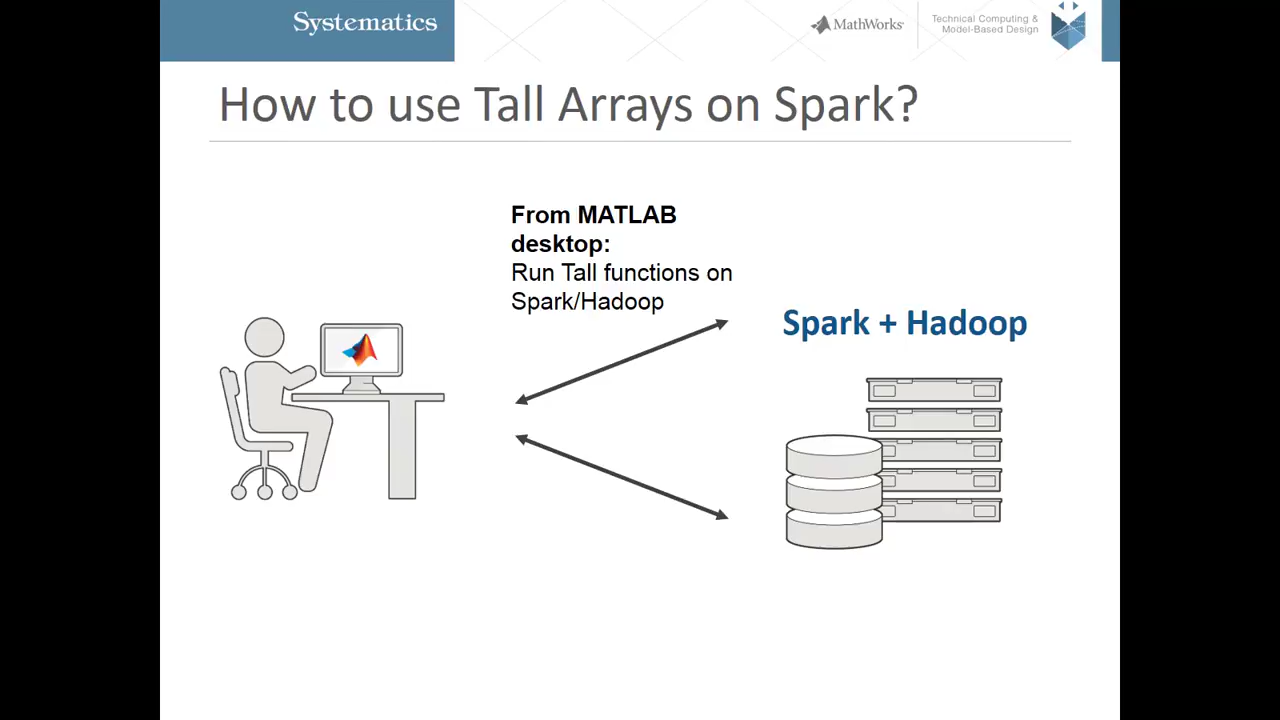 Systematics
MathWorks®
Technical Computing &
Model-Based Design
How to use Tall Arrays on Spark?
From MATLAB
desktop:
Run Tall functions on
Spark/Hadoop
Spark + Hadoop